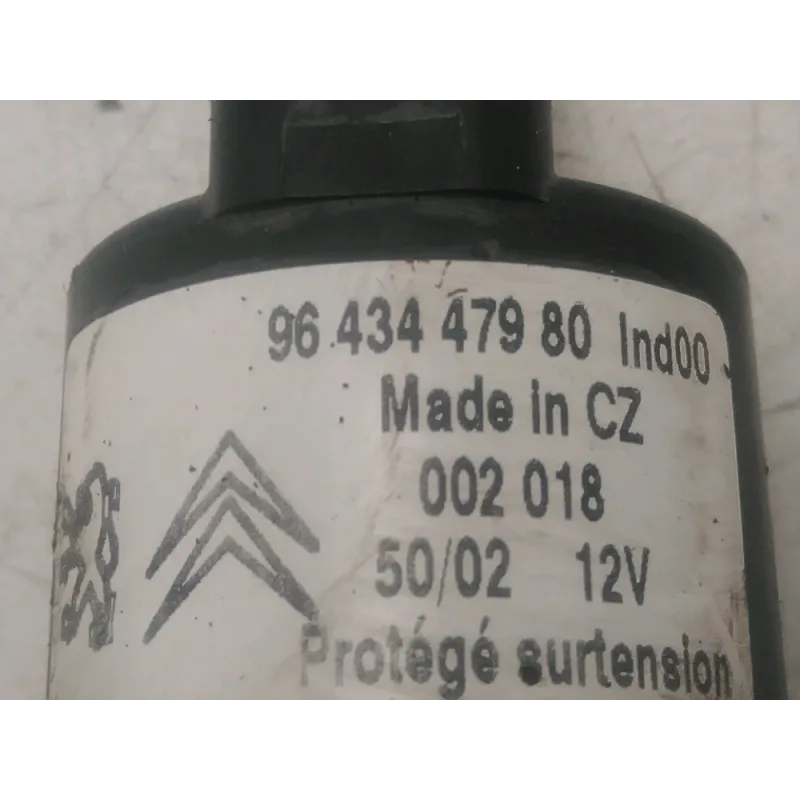 96 434 479 80 Ind00
Made in CZ
002 018
50/02 12V
Protégé surtension